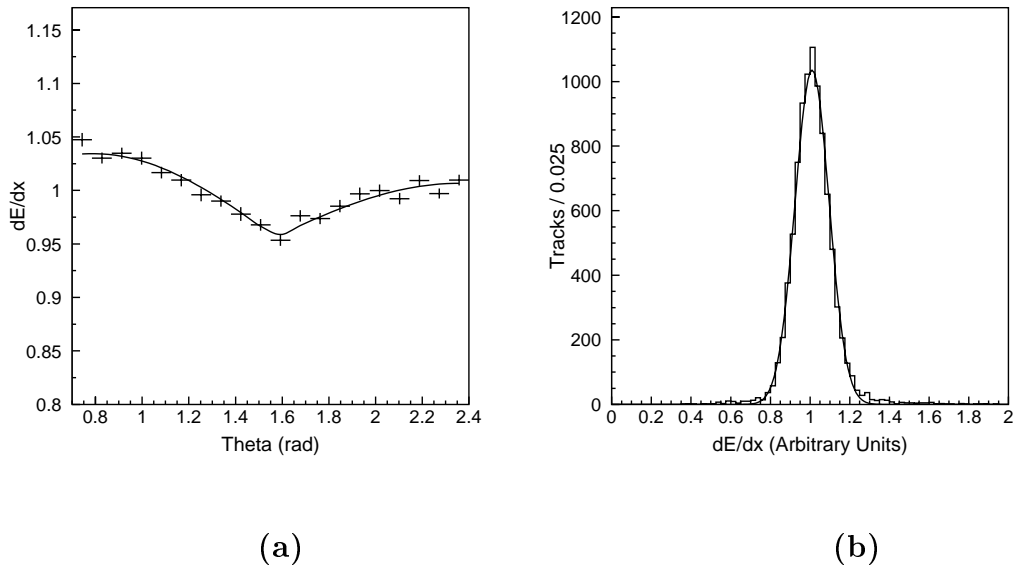 1.15
1.1
1.05
1
0.95
0.9
0.85
0.8
dE/dx
0.8 1 1.2 1.4 1.6 1.8 2 2.2 2.4
Theta (rad)
(a)
1200
1000
800
600
400
200
0
Tracks / 0.025
0 0.2 0.4 0.6 0.8 1 1.2 1.4 1.6 1.8 2
dE/dx (Arbitrary Units)
(b)